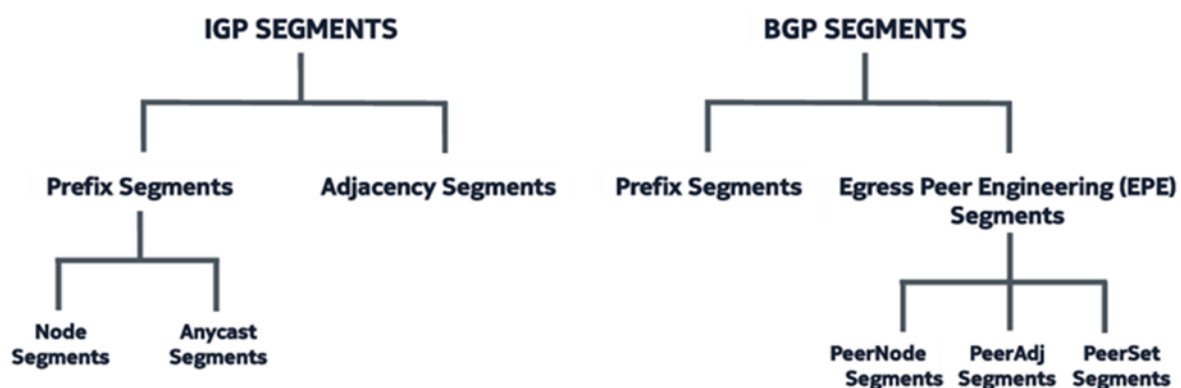 IGP SEGMENTS
BGP SEGMENTS
Prefix Segments
Adjacency Segments
Prefix Segments
Egress Peer Engineering (EPE)
Segments
Node
Segments
Anycast
Segments
PeerNode
Segments
PeerAdj
Segments
PeerSet
Segments